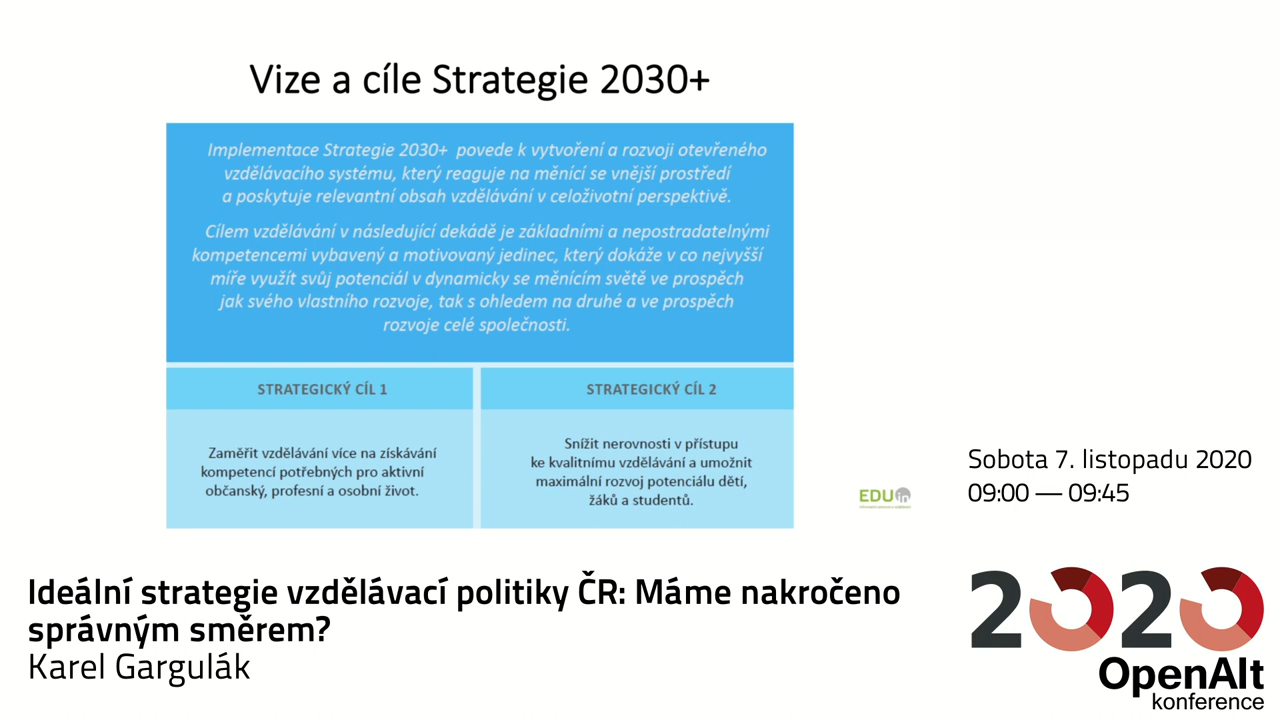 Vize a cíle Strategie 2030+
Implementace Strategie 2030+ povede k vytvoření a rozvoji otevřeného
vzdělávacího systému, který reaguje na měnící se vnější prostředí
a poskytuje relevantní obsah vzdělávání v celoživotní perspektivě.
Cílem vzdělávání v následující dekádě je základními a nepostradatelnými
kompetencemi vybavený a motivovaný jedinec, který dokáže v co nejvyšší
míře využít svůj potenciál v dynamicky se měnícím světě ve prospěch
jak svého vlastního rozvoje, tak s ohledem na druhé a ve prospěch
rozvoje celé společnosti.
STRATEGICKÝ CÍL 1
Zaměřit vzdělávání více na získávání
kompetencí potřebných pro aktivní
občanský, profesní a osobní život.
STRATEGICKÝ CÍL 2
Snížit nerovnosti v přístupu
ke kvalitnímu vzdělávání a umožnit
maximální rozvoj potenciálu dětí,
žáků a studentů.
EDUin
Sobota 7. listopadu 2020
09:00 — 09:45
Ideální strategie vzdělávací politiky ČR: Máme nakročeno
správným směrem?
Karel Gargulák
2020
OpenAlt
konference